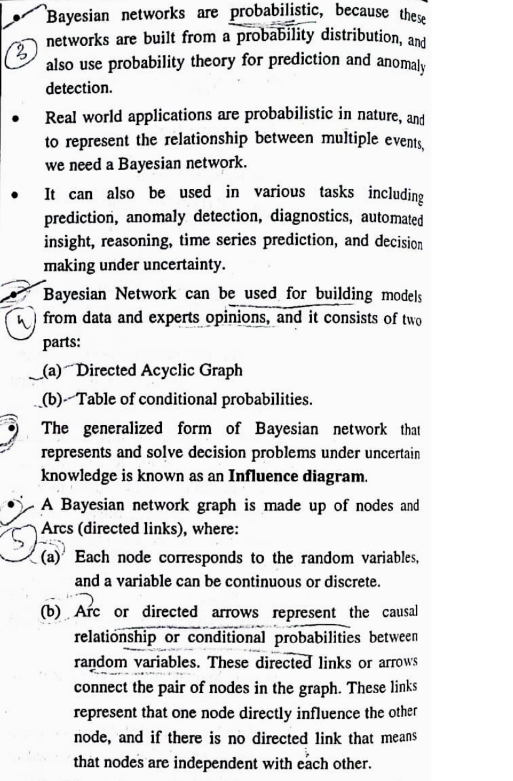 • Bayesian networks are probabilistic, because these
3 networks are built from a probability distribution, and
also use probability theory for prediction and anomaly
detection.
• Real world applications are probabilistic in nature, and
to represent the relationship between multiple events,
we need a Bayesian network.
• It can also be used in various tasks including
prediction, anomaly detection, diagnostics, automated
insight, reasoning, time series prediction, and decision
making under uncertainty.
• Bayesian Network can be used for building models
4 from data and experts opinions, and it consists of two
parts:
(a) Directed Acyclic Graph
(b) Table of conditional probabilities.
• The generalized form of Bayesian network that
represents and solve decision problems under uncertain
knowledge is known as an Influence diagram.
• A Bayesian network graph is made up of nodes and
5 Arcs (directed links), where:
(a) Each node corresponds to the random variables,
and a variable can be continuous or discrete.
(b) Arc or directed arrows represent the causal
relationship or conditional probabilities between
random variables. These directed links or arrows
connect the pair of nodes in the graph. These links
represent that one node directly influence the other
node, and if there is no directed link that means
that nodes are independent with each other.